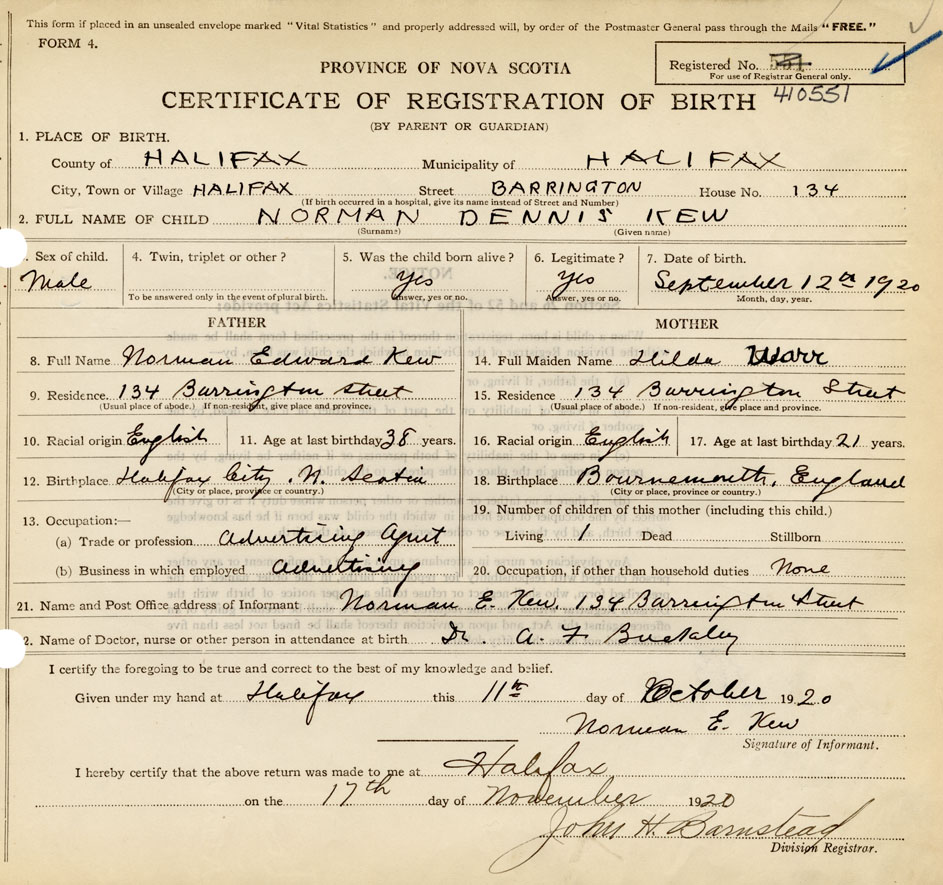 This form if placed in an unsealed envelope marked "Vital Statistics" and properly addressed will, by order of the Postmaster General pass through the Mails "FREE."
FORM 4.
Registered No.
For use of Registrar General only.
410551
PROVINCE OF NOVA SCOTIA
CERTIFICATE OF REGISTRATION OF BIRTH
(BY PARENT OR GUARDIAN)
1. PLACE OF BIRTH.
County of HALIFAX Municipality of HALIFAX
City, Town or Village HALIFAX Street BARRINGTON House No. 134
(If birth occurred in a hospital, give its name instead of Street and Number)
2. FULL NAME OF CHILD NORMAN DENNIS KEW
(Surname) (Given name)
. Sex of child. 4. Twin, triplet or other? 5. Was the child born alive? 6. Legitimate? 7. Date of birth.
Male Yes Yes September 12th 1920
To be answered only in the event of plural birth. Answer, yes or no. Answer, yes or no. Month, day, year.
FATHER MOTHER
8. Full Name Norman Edward Kew 14. Full Maiden Name Hilda Warr
9. Residence. 134 Barrington street 15. Residence 134 Barrington Street
(Usual place of abode.) If non-resident, give place and province. (Usual place of abode.) If non-resident, give place and province.
10. Racial origin English 11. Age at last birthday 38 years. 16. Racial origin English 17. Age at last birthday 21 years.
12. Birthplace Halifax City. N. Scotia 18. Birthplace Bournemouth, England
(City or place, province or country.) (City or place, province or country.)
13. Occupation:— 19. Number of children of this mother (including this child.)
(a) Trade or profession advertising agent Living 1 Dead Stillborn
(b) Business in which employed advertising 20. Occupation, if other than household duties None
21. Name and Post Office address of Informant Norman E. Kew. 134 Barrington Street
2. Name of Doctor, nurse or other person in attendance at birth Dr. A. F Buckley
I certify the foregoing to be true and correct to the best of my knowledge and belief.
Given under my hand at Halifax this 11th day of October 1920
Norman E. Kew
Signature of Informant.
I hereby certify that the above return was made to me at Halifax
on the 17th day of November 1920
John H. Barnstead
Division Registrar.